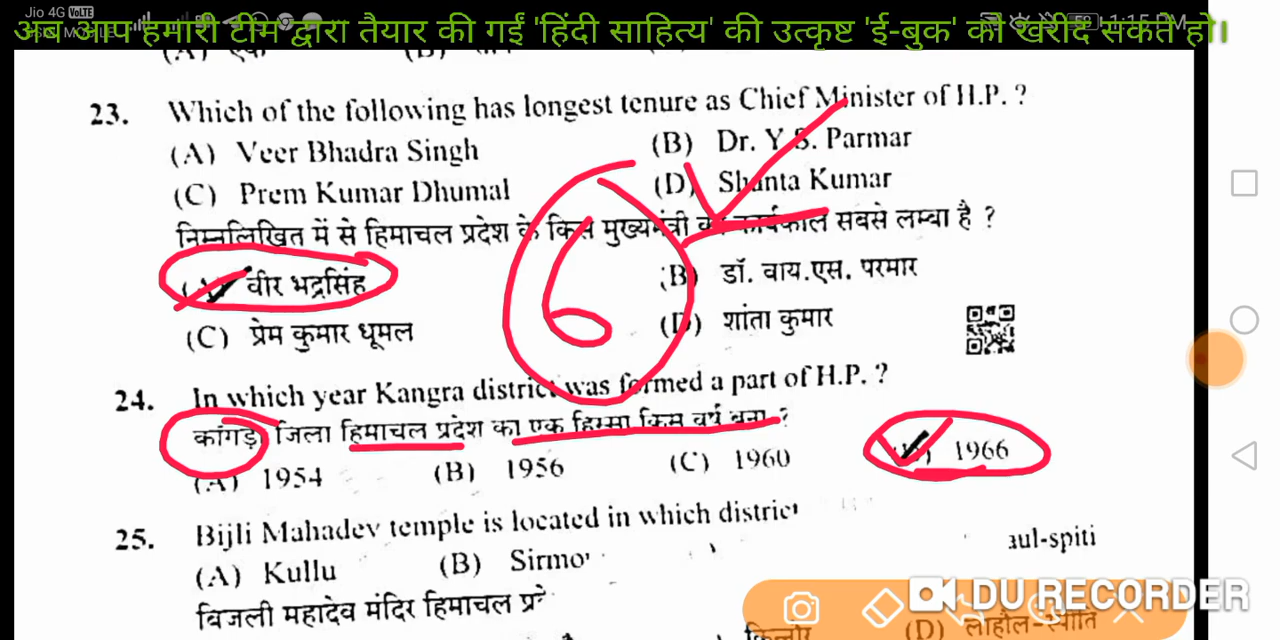 Jio 4G VoLTE
अब आप हमारी टीम द्वारा तैयार की गईं 'हिंदी साहित्य' की उत्कृष्ट 'ई-बुक' को खरीद सकते हो।
23. Which of the following has longest tenure as Chief Minister of H.P. ?
(A) Veer Bhadra Singh (B) Dr. Y.S. Parmar
(C) Prem Kumar Dhumal (D) Shanta Kumar
निम्नलिखित में से हिमाचल प्रदेश के किस मुख्यमंत्री का कार्यकाल सबसे लम्बा है ?
वीर भद्रसिंह (B) डॉ. वाय.एस. परमार
(C) प्रेम कुमार धूमल (D) शांता कुमार
6
24. In which year Kangra district was formed a part of H.P. ?
कांगड़ा जिला हिमाचल प्रदेश का एक हिस्सा किस वर्ष बना ?
(A) 1954 (B) 1956 (C) 1960 1966
25. Bijli Mahadev temple is located in which district
(A) Kullu (B) Sirmo aul-spiti
बिजली महादेव मंदिर हिमाचल प्र
(D) लाहौल-स्पीति
DU RECORDER